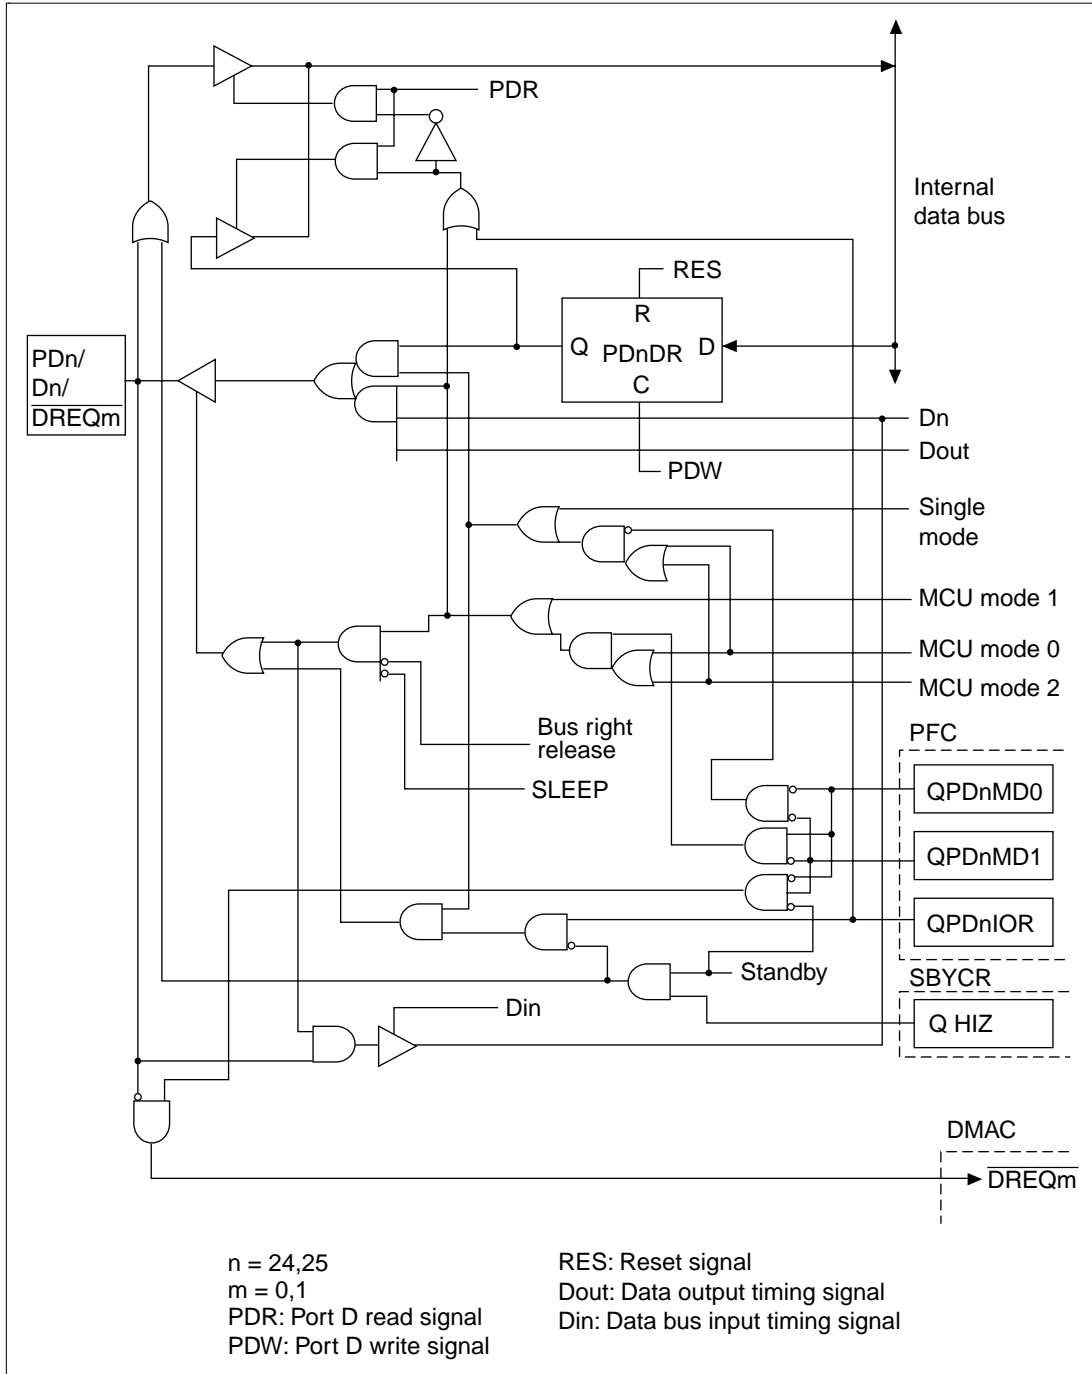 PDR
Internal
data bus
RES
R
Q
PDnDR
D
C
PDn/
Dn/
DREQm
Dn
Dout
PDW
Single
mode
MCU mode 1
MCU mode 0
MCU mode 2
Bus right
release
SLEEP
PFC
QPDnMD0
QPDnMD1
QPDnIOR
Standby
SBYCR
Q HIZ
Din
DMAC
DREQm
n = 24,25
m = 0,1
PDR: Port D read signal
PDW: Port D write signal
RES: Reset signal
Dout: Data output timing signal
Din: Data bus input timing signal